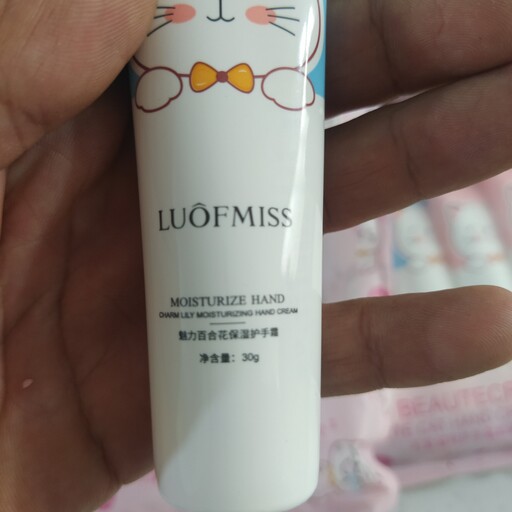 LUÔFMISS
MOISTURIZE HAND
CHARM LILY MOISTURIZING HAND CREAM
魅力百合花保湿护手霜
净含量：30g
BEAUTECR